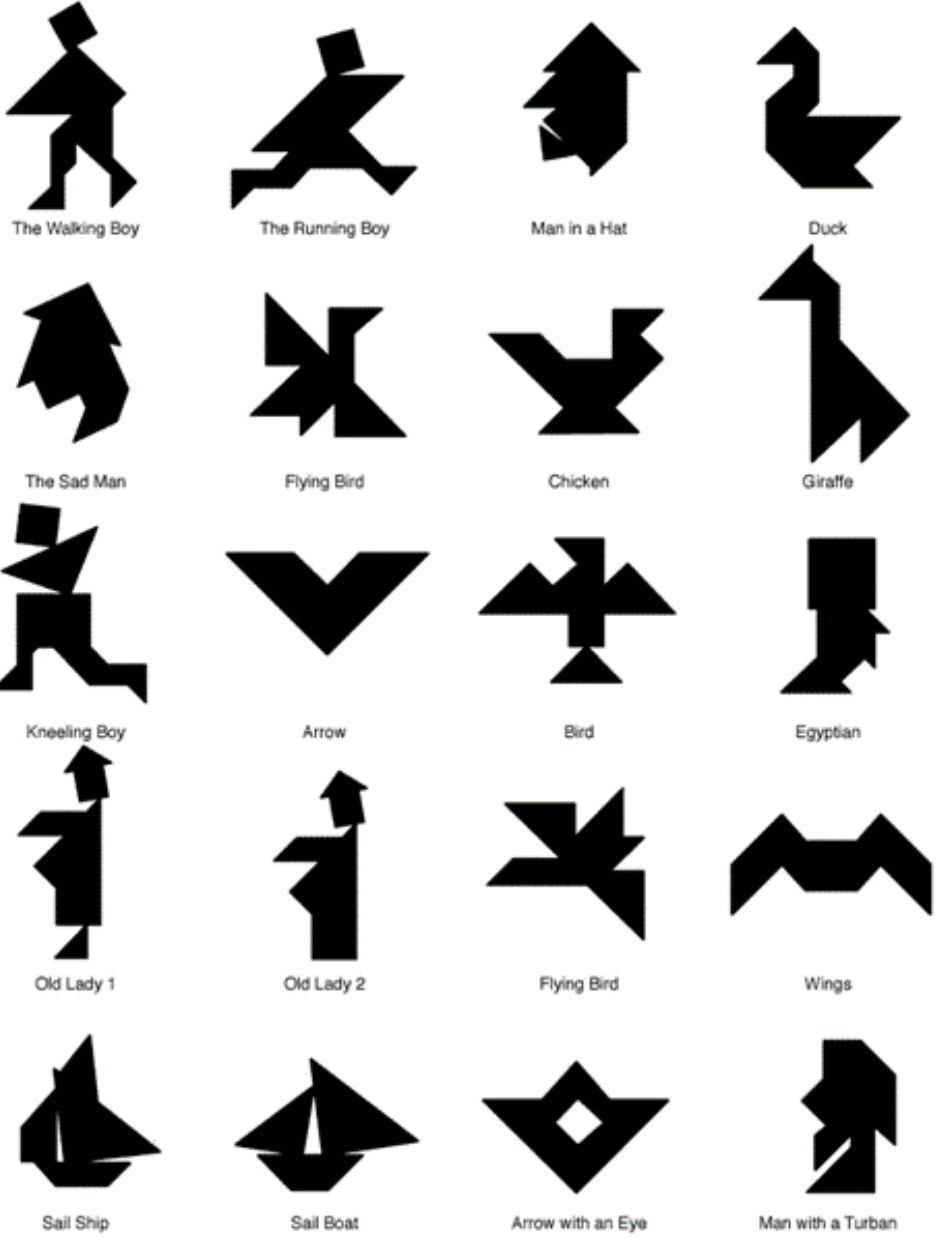 The Walking Boy
The Running Boy
Man in a Hat
Duck
The Sad Man
Flying Bird
Chicken
Giraffe
Kneeling Boy
Arrow
Bird
Egyptian
Old Lady 1
Old Lady 2
Flying Bird
Wings
Sail Ship
Sail Boat
Arrow with an Eye
Man with a Turban